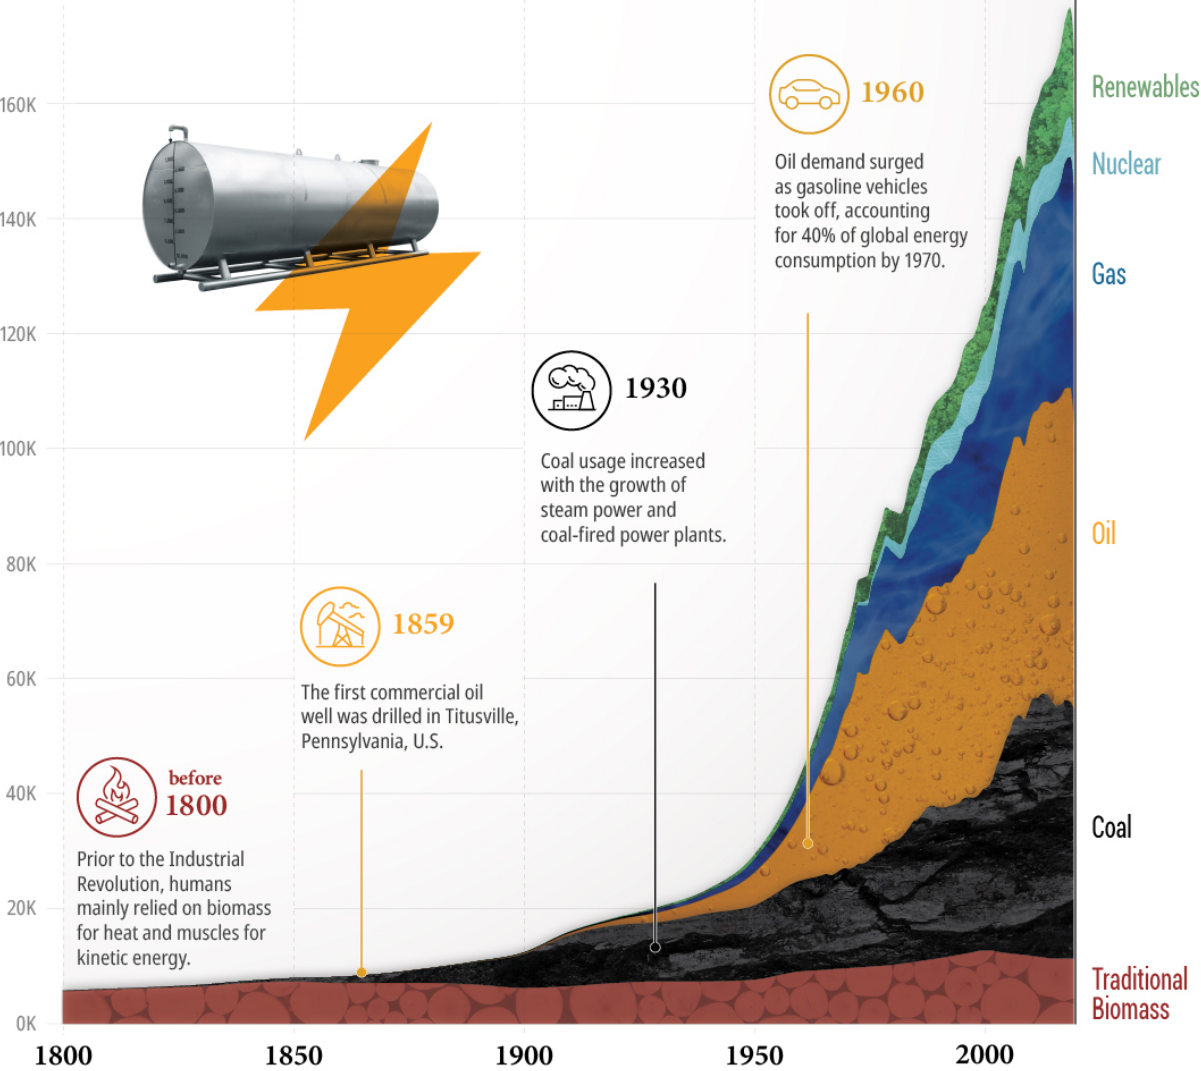 160K
140K
120K
100K
80K
60K
40K
20K
0K
1800
1850
1900
1950
2000
before
1800
Prior to the Industrial
Revolution, humans
mainly relied on biomass
for heat and muscles for
kinetic energy.
1859
The first commercial oil
well was drilled in Titusville,
Pennsylvania, U.S.
1930
Coal usage increased
with the growth of
steam power and
coal-fired power plants.
1960
Oil demand surged
as gasoline vehicles
took off, accounting
for 40% of global energy
consumption by 1970.
Renewables
Nuclear
Gas
Oil
Coal
Traditional
Biomass